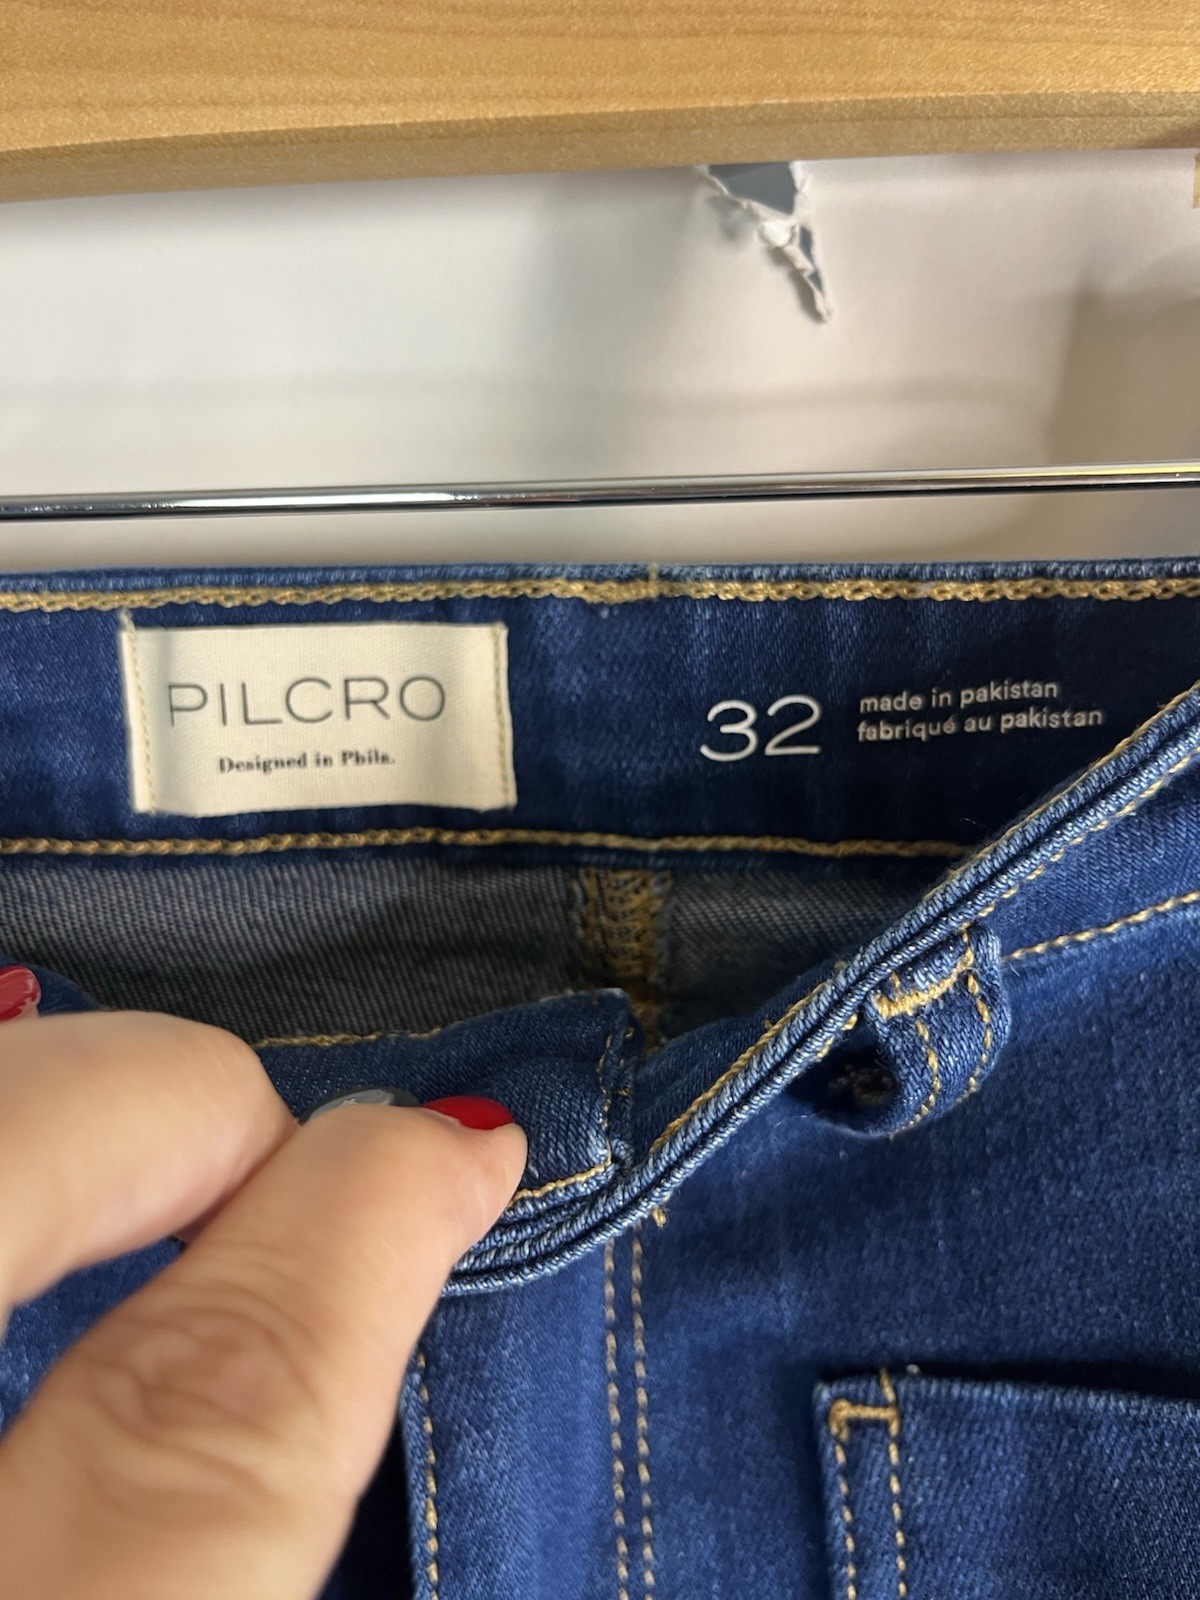 PILCRO
Designed in Phila.
32
made in pakistan
fabriqué au pakistan